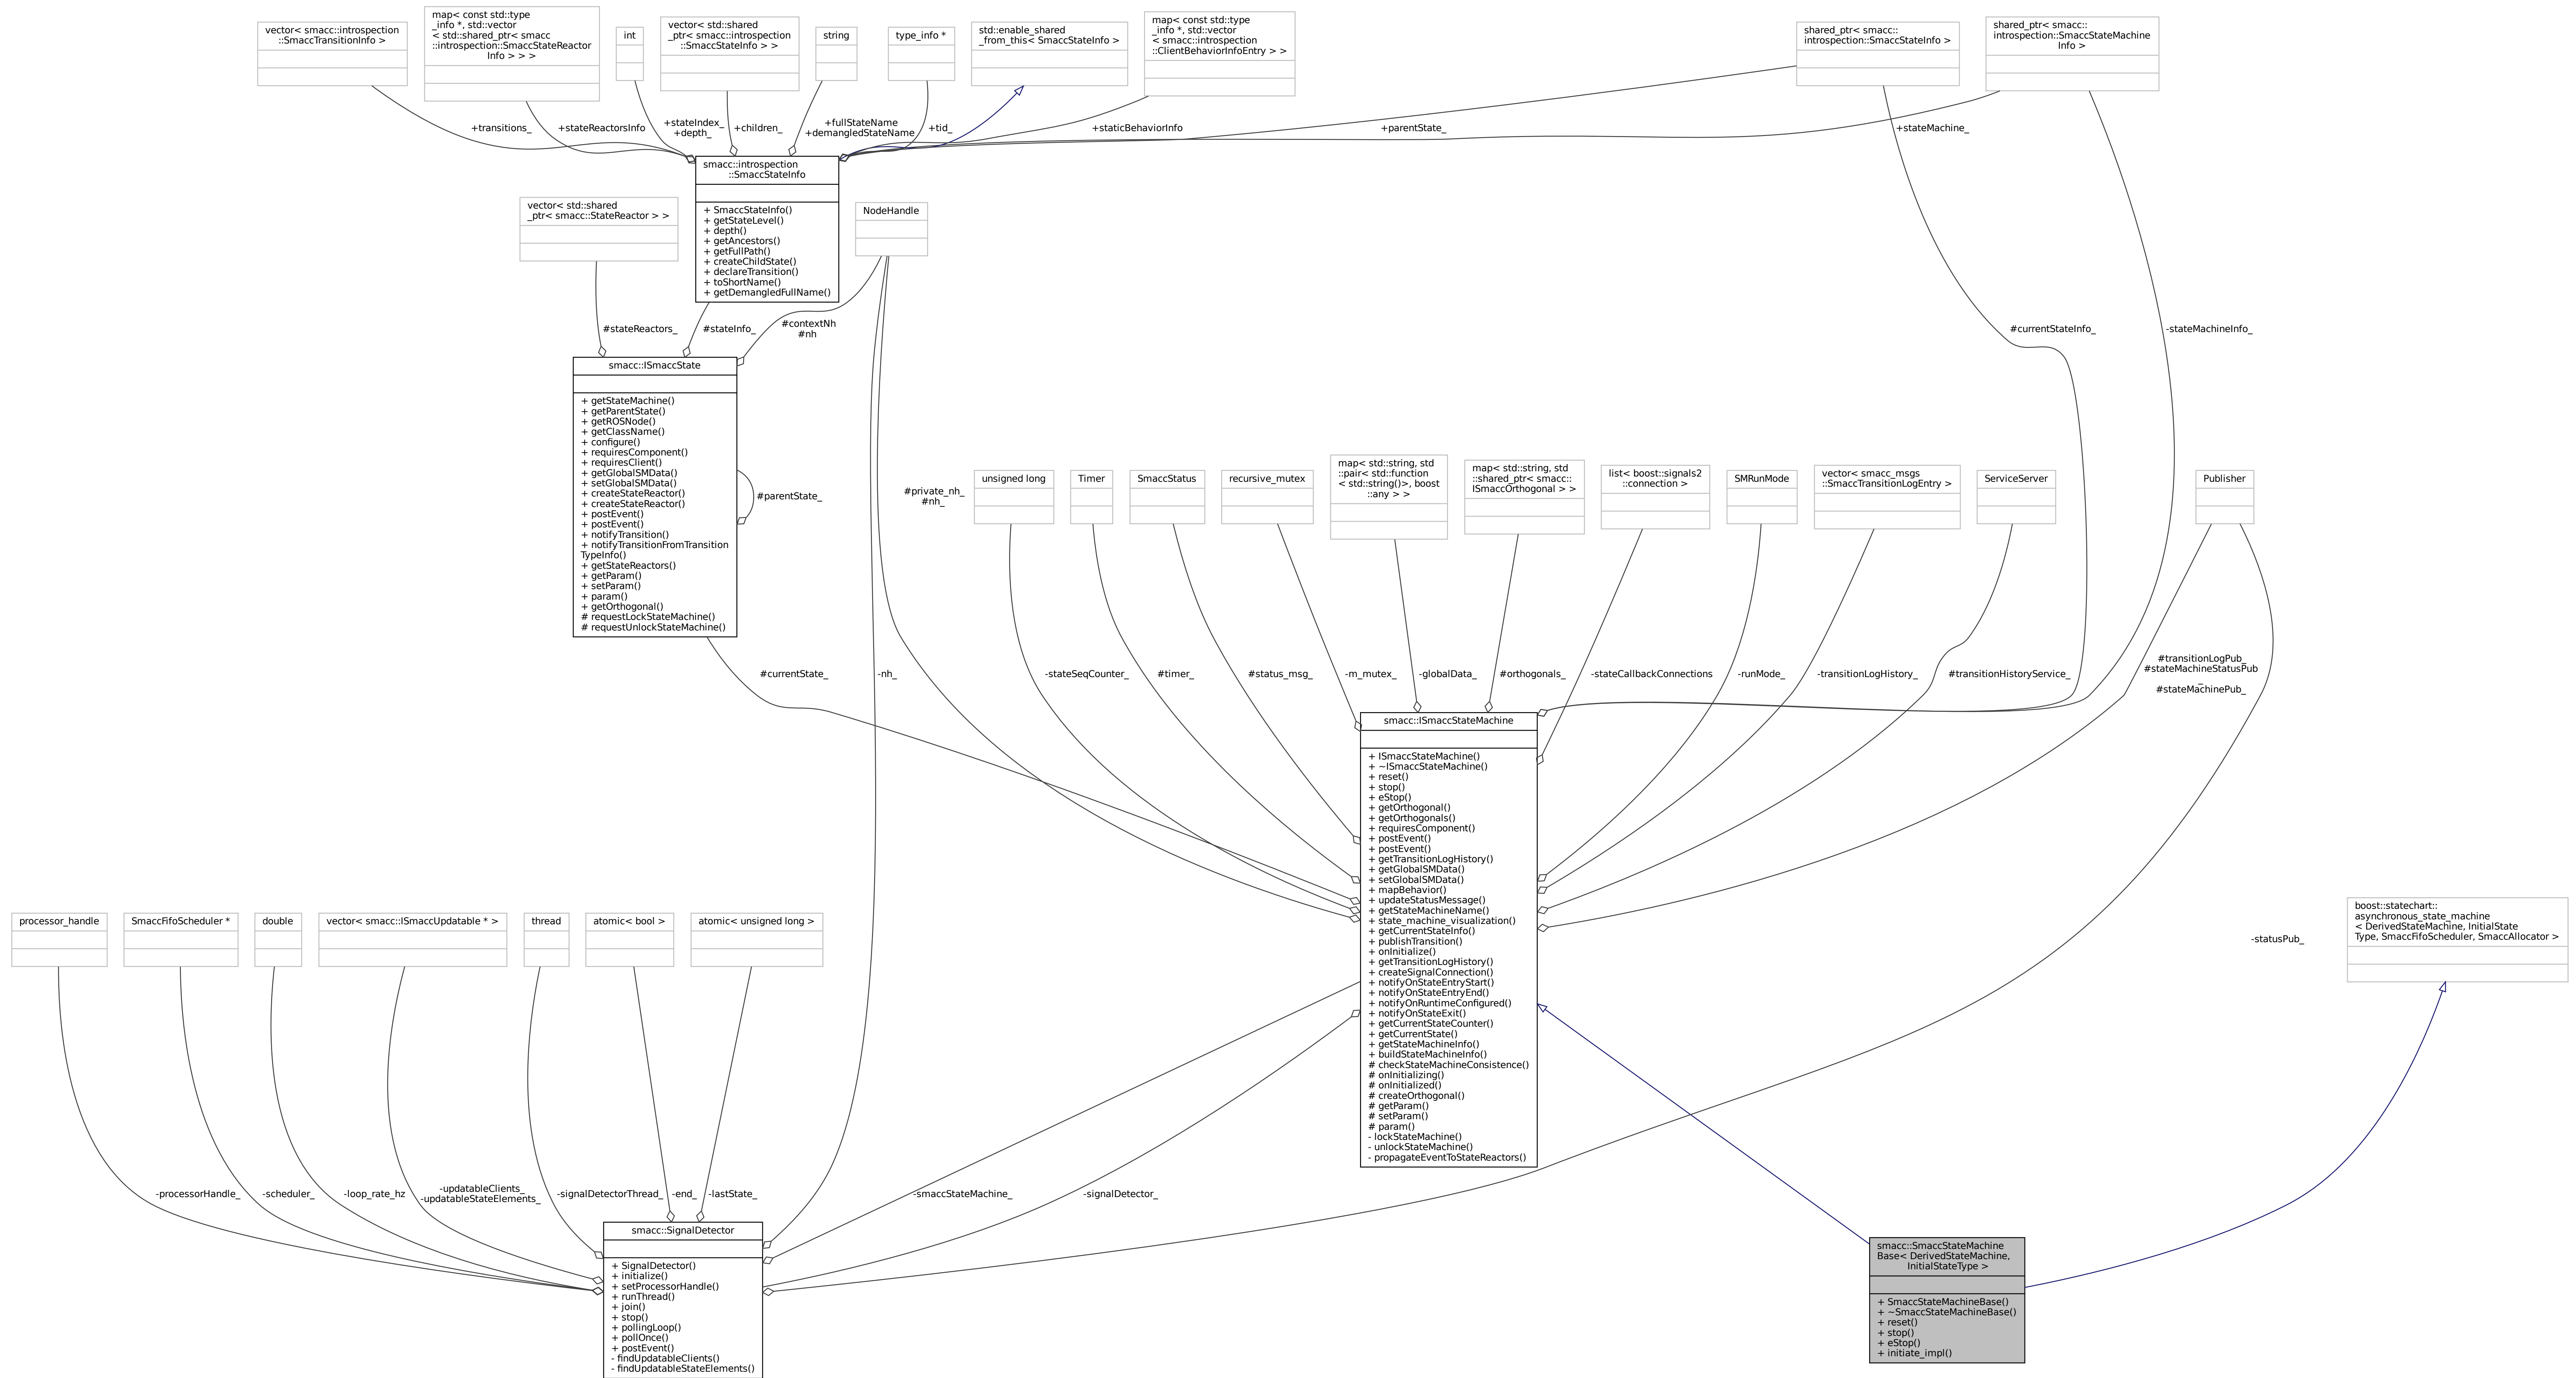 vector< smacc::introspection
::SmaccTransitionInfo >
map< const std::type
_info *, std::vector
< std::shared_ptr< smacc
::introspection::SmaccStateReactor
Info > > >
int
vector< std::shared
_ptr< smacc::introspection
::SmaccStateInfo > >
string
type_info *
std::enable_shared
_from_this< SmaccStateInfo >
map< const std::type
_info *, std::vector
< smacc::introspection
::ClientBehaviorInfoEntry > >
shared_ptr< smacc::
introspection::SmaccStateInfo >
shared_ptr< smacc::
introspection::SmaccStateMachine
Info >
+transitions_
+stateReactorsInfo
+stateIndex_
+depth_
+children_
+fullStateName
+demangledStateName
+tid_
+staticBehaviorInfo
+parentState_
+stateMachine_
smacc::introspection
::SmaccStateInfo
+ SmaccStateInfo()
+ getStateLevel()
+ depth()
+ getAncestors()
+ getFullPath()
+ createChildState()
+ declareTransition()
+ toShortName()
+ getDemangledFullName()
vector< std::shared
_ptr< smacc::StateReactor > >
NodeHandle
#stateReactors_
#stateInfo_
#contextNh
#nh
#currentStateInfo_
-stateMachineInfo_
smacc::ISmaccState
+ getStateMachine()
+ getParentState()
+ getROSNode()
+ getClassName()
+ configure()
+ requiresComponent()
+ requiresClient()
+ getGlobalSMData()
+ setGlobalSMData()
+ createStateReactor()
+ createStateReactor()
+ postEvent()
+ postEvent()
+ notifyTransition()
+ notifyTransitionFromTransition
TypeInfo()
+ getStateReactors()
+ getParam()
+ setParam()
+ param()
+ getOrthogonal()
# requestLockStateMachine()
# requestUnlockStateMachine()
#parentState_
#private_nh_
#nh_
unsigned long
Timer
SmaccStatus
recursive_mutex
map< std::string, std
::pair< std::function
< std::string()>, boost
::any > >
map< std::string, std
::shared_ptr< smacc::
ISmaccOrthogonal > >
list< boost::signals2
::connection >
SMRunMode
vector< smacc_msgs
::SmaccTransitionLogEntry >
ServiceServer
Publisher
#currentState_
-nh_
-stateSeqCounter_
#timer_
#status_msg_
-m_mutex_
-globalData_
#orthogonals_
-stateCallbackConnections
-runMode_
-transitionLogHistory_
#transitionHistoryService_
#transitionLogPub_
#stateMachineStatusPub
_
#stateMachinePub_
smacc::ISmaccStateMachine
+ ISmaccStateMachine()
+ ~ISmaccStateMachine()
+ reset()
+ stop()
+ eStop()
+ getOrthogonal()
+ getOrthogonals()
+ requiresComponent()
+ postEvent()
+ postEvent()
+ getTransitionLogHistory()
+ getGlobalSMData()
+ setGlobalSMData()
+ mapBehavior()
+ updateStatusMessage()
+ getStateMachineName()
+ state_machine_visualization()
+ getCurrentStateInfo()
+ publishTransition()
+ onInitialize()
+ getTransitionLogHistory()
+ createSignalConnection()
+ notifyOnStateEntryStart()
+ notifyOnStateEntryEnd()
+ notifyOnRuntimeConfigured()
+ notifyOnStateExit()
+ getCurrentStateCounter()
+ getCurrentState()
+ getStateMachineInfo()
+ buildStateMachineInfo()
# checkStateMachineConsistence()
# onInitializing()
# onInitialized()
# createOrthogonal()
# getParam()
# setParam()
# param()
- lockStateMachine()
- unlockStateMachine()
- propagateEventToStateReactors()
processor_handle
SmaccFifoScheduler *
double
vector< smacc::ISmaccUpdatable * >
thread
atomic< bool >
atomic< unsigned long >
-statusPub_
boost::statechart::
asynchronous_state_machine
< DerivedStateMachine, InitialState
Type, SmaccFifoScheduler, SmaccAllocator >
-processorHandle_
-scheduler_
-loop_rate_hz
-updatableClients_
-updatableStateElements_
-signalDetectorThread_
-end_
-lastState_
-smaccStateMachine_
-signalDetector_
smacc::SignalDetector
+ SignalDetector()
+ initialize()
+ setProcessorHandle()
+ runThread()
+ join()
+ stop()
+ pollingLoop()
+ pollOnce()
+ postEvent()
- findUpdatableClients()
- findUpdatableStateElements()
smacc::SmaccStateMachine
Base< DerivedStateMachine,
InitialStateType >
+ SmaccStateMachineBase()
+ ~SmaccStateMachineBase()
+ reset()
+ stop()
+ eStop()
+ initiate_impl()